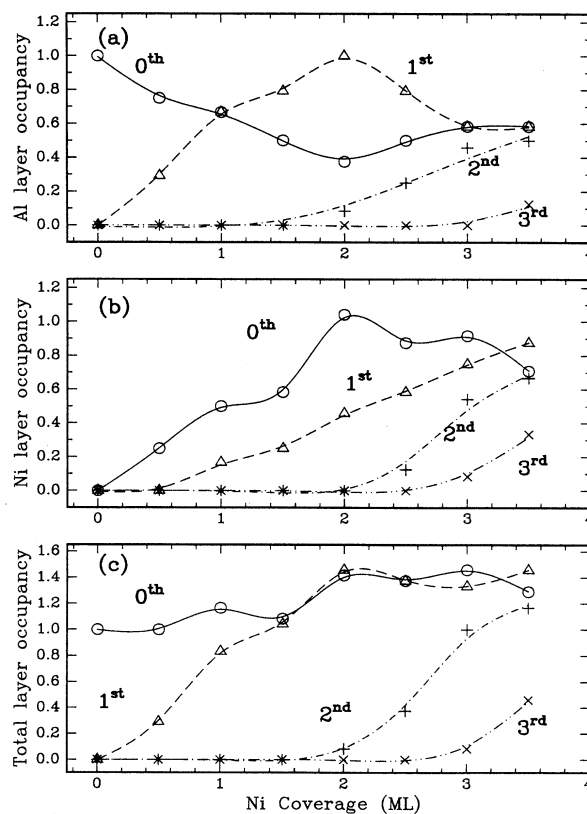 (a)
0th
1st
2nd
3rd
Al layer occupancy
1.2
1.0
0.8
0.6
0.4
0.2
0.0
0 1 2 3 4
(b)
0th
1st
2nd
3rd
Ni layer occupancy
1.2
1.0
0.8
0.6
0.4
0.2
0.0
0 1 2 3 4
(c)
0th
1st
2nd
3rd
Total layer occupancy
1.6
1.4
1.2
1.0
0.8
0.6
0.4
0.2
0.0
0 1 2 3 4
Ni Coverage (ML)